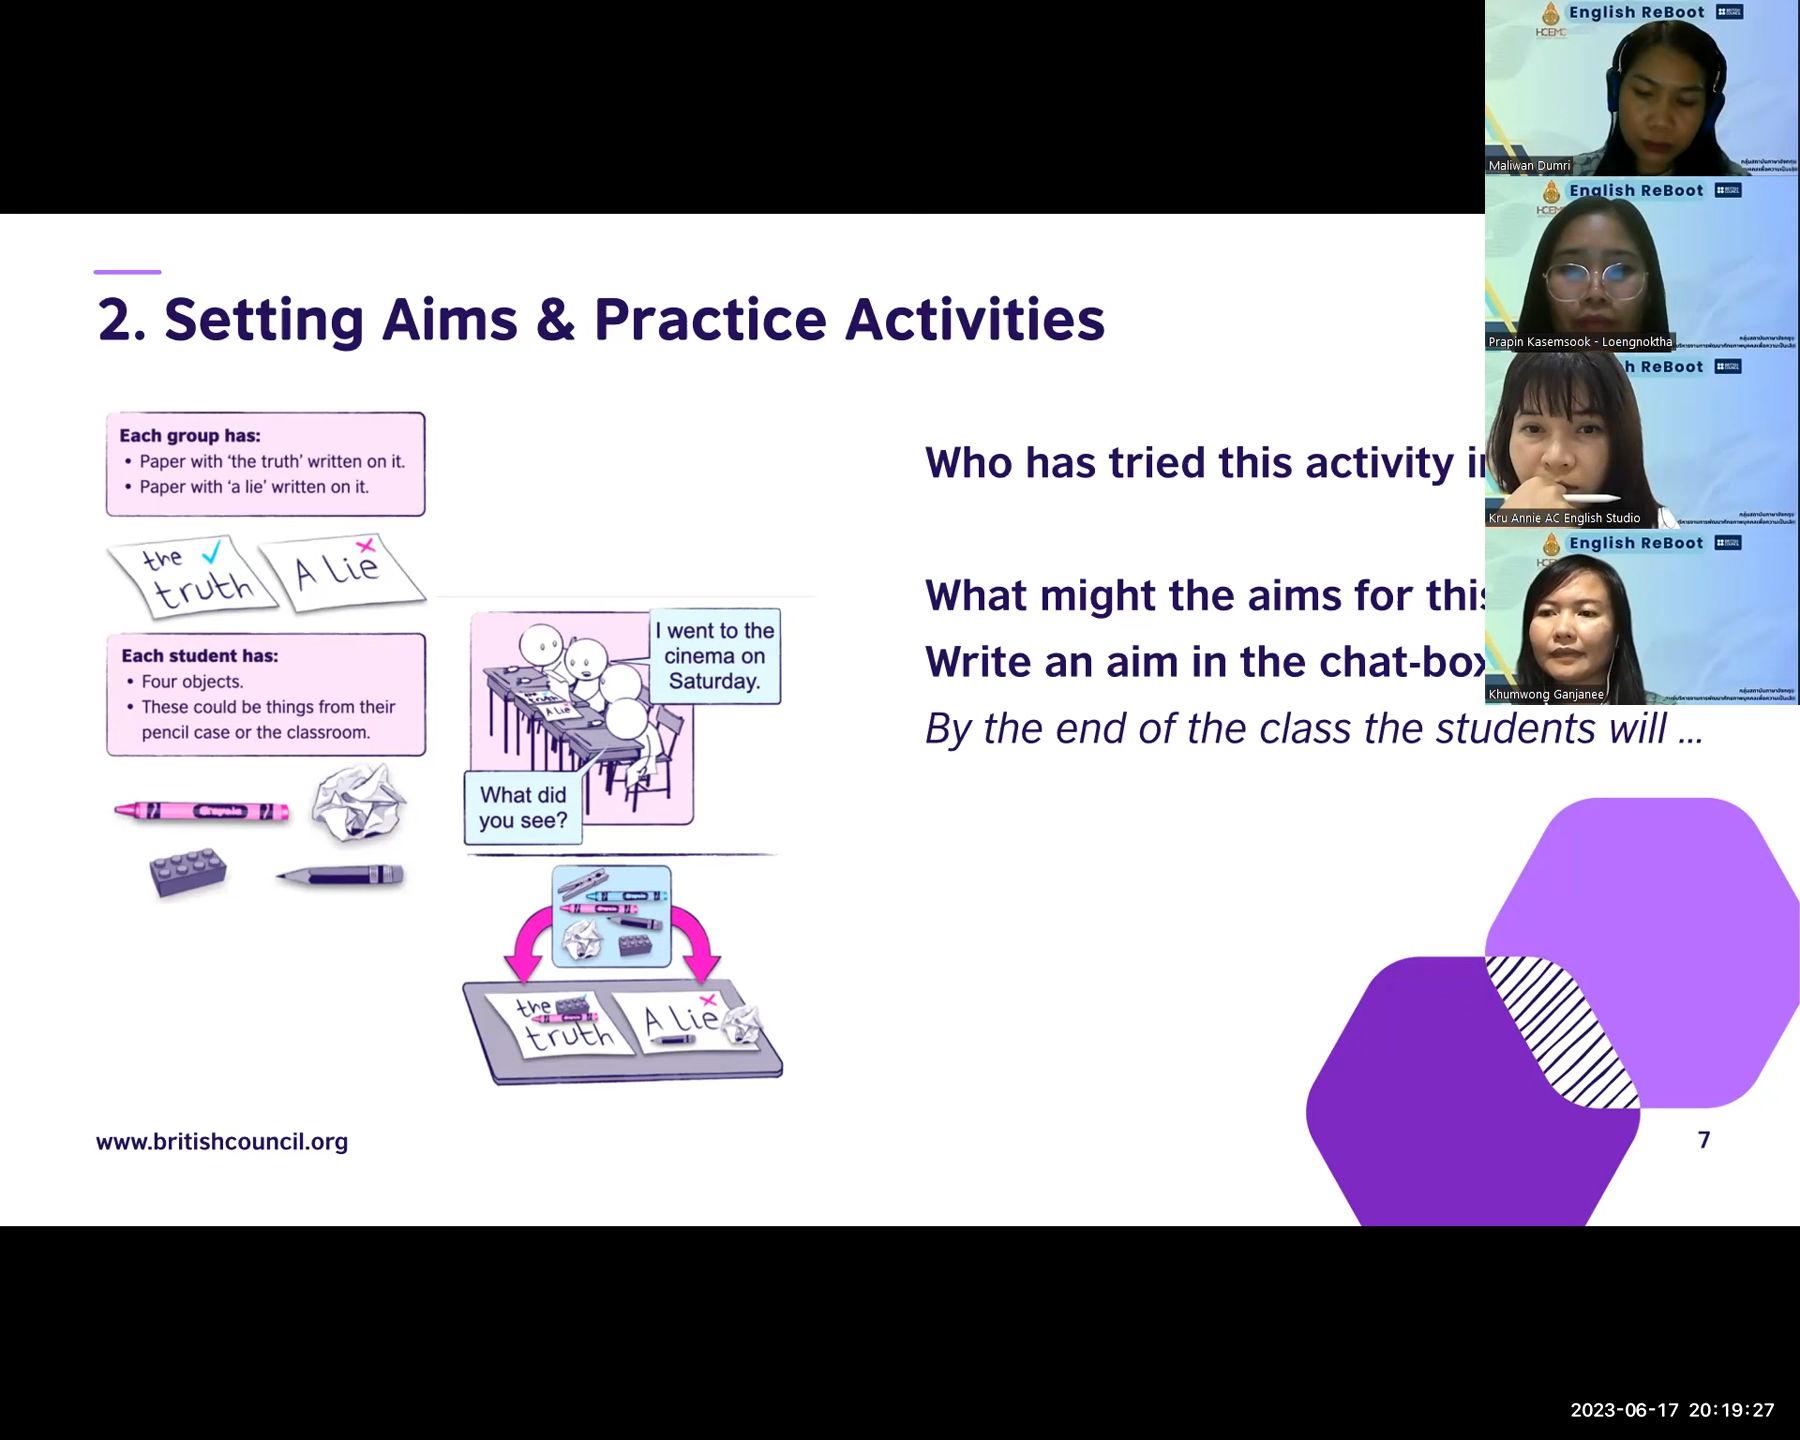 2. Setting Aims & Practice Activities
Each group has:
• Paper with ‘the truth’ written on it.
• Paper with ‘a lie’ written on it.
the
truth
A Lie
Each student has:
• Four objects.
• These could be things from their
pencil case or the classroom.
I went to the
cinema on
Saturday.
What did
you see?
the
truth
A Lie
Who has tried this activity
What might the aims for this
Write an aim in the chat-box
By the end of the class the students will ...
www.britishcouncil.org
7
English ReBoot
HCEMC
Maliwan Dumri
English ReBoot
Prapin Kasemsook - Loengnoktha
h ReBoot
Kru Annie AC English Studio
English ReBoot
Khumwong Ganjanee
2023-06-17 20:19:27